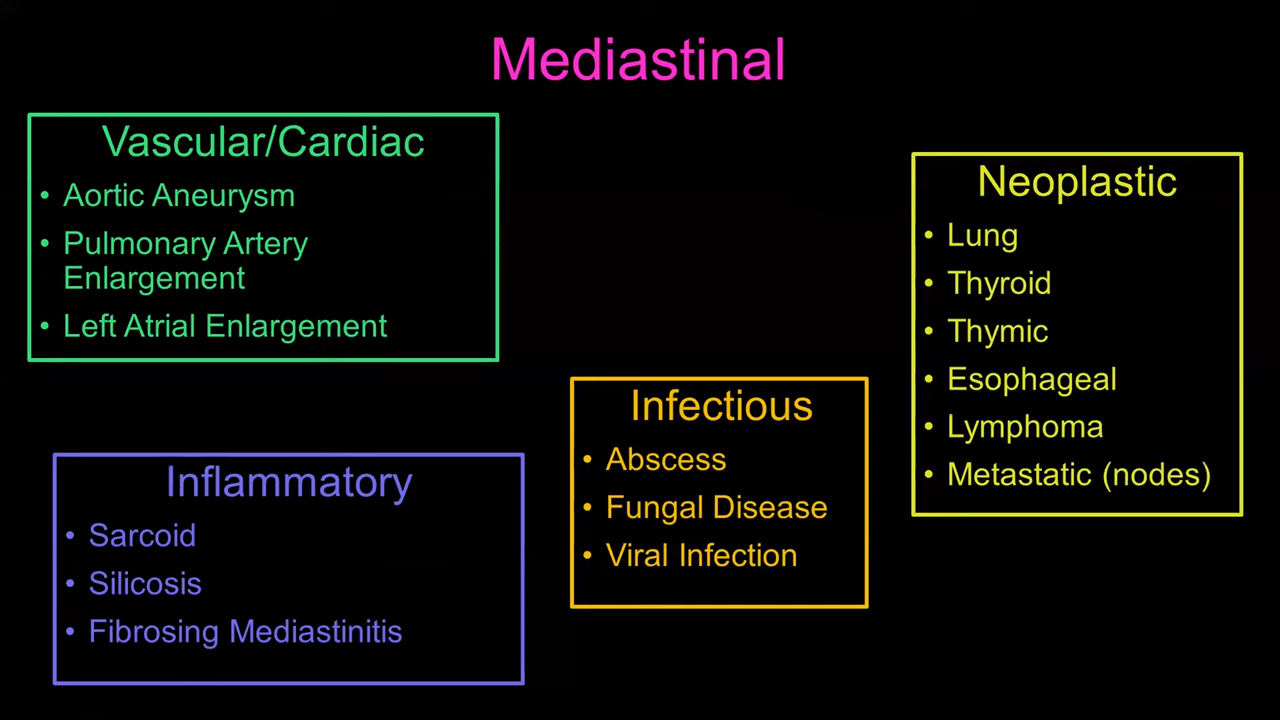 Mediastinal
Vascular/Cardiac
• Aortic Aneurysm
• Pulmonary Artery
Enlargement
• Left Atrial Enlargement
Inflammatory
• Sarcoid
• Silicosis
• Fibrosing Mediastinitis
Infectious
• Abscess
• Fungal Disease
• Viral Infection
Neoplastic
• Lung
• Thyroid
• Thymic
• Esophageal
• Lymphoma
• Metastatic (nodes)